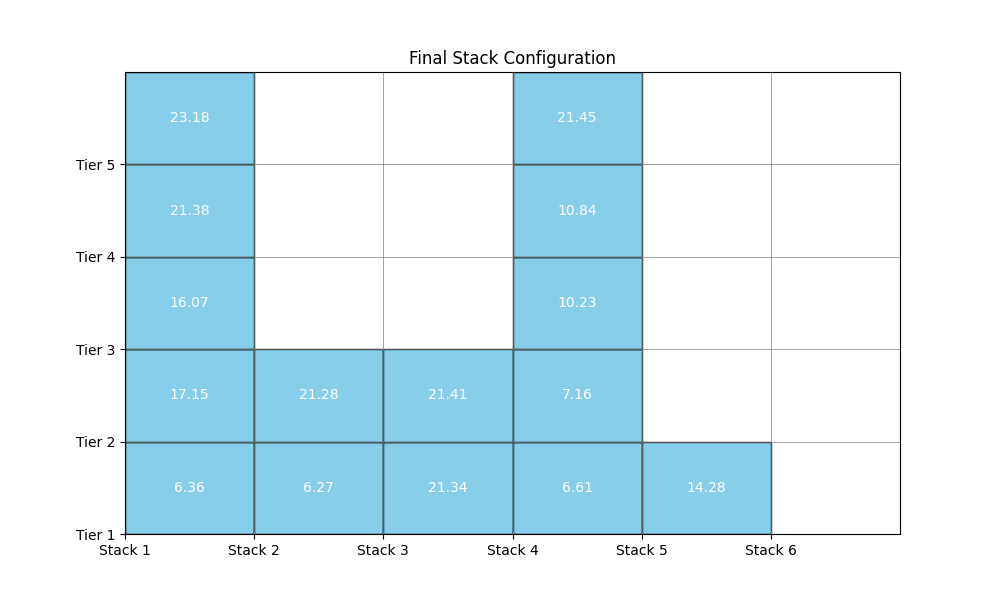 Final Stack Configuration
23.18 21.45
Tier 5
21.38 10.84
Tier 4
16.07 10.23
Tier 3
17.15 21.28 21.41 7.16
Tier 2
6.36 6.27 21.34 6.61 14.28
Tier 1
Stack 1 Stack 2 Stack 3 Stack 4 Stack 5 Stack 6